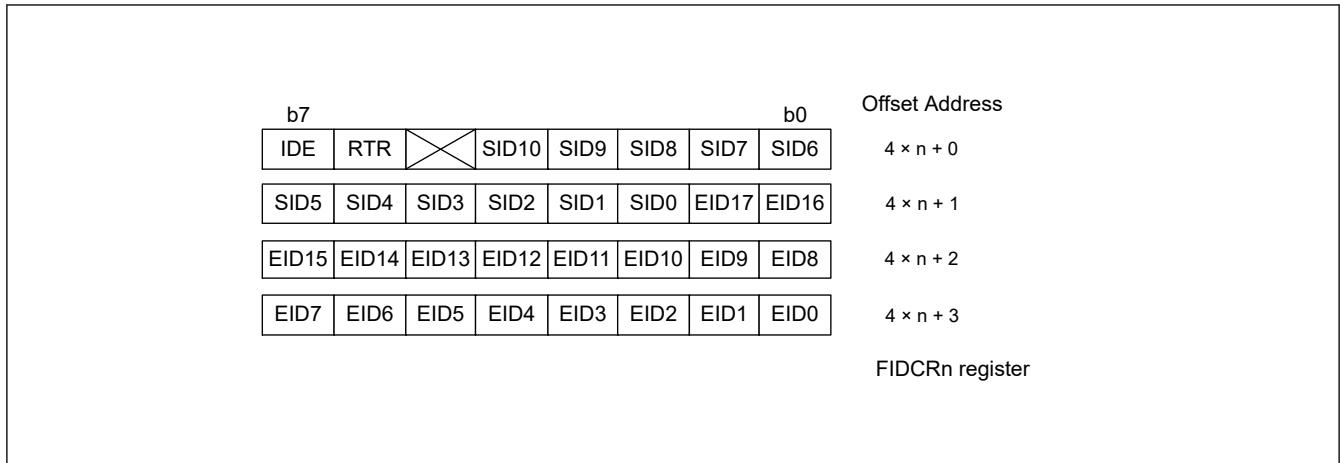 b7 b0 Offset Address
IDE RTR SID10 SID9 SID8 SID7 SID6 4 × n + 0
SID5 SID4 SID3 SID2 SID1 SID0 EID17 EID16 4 × n + 1
EID15 EID14 EID13 EID12 EID11 EID10 EID9 EID8 4 × n + 2
EID7 EID6 EID5 EID4 EID3 EID2 EID1 EID0 4 × n + 3
FIDCRn register